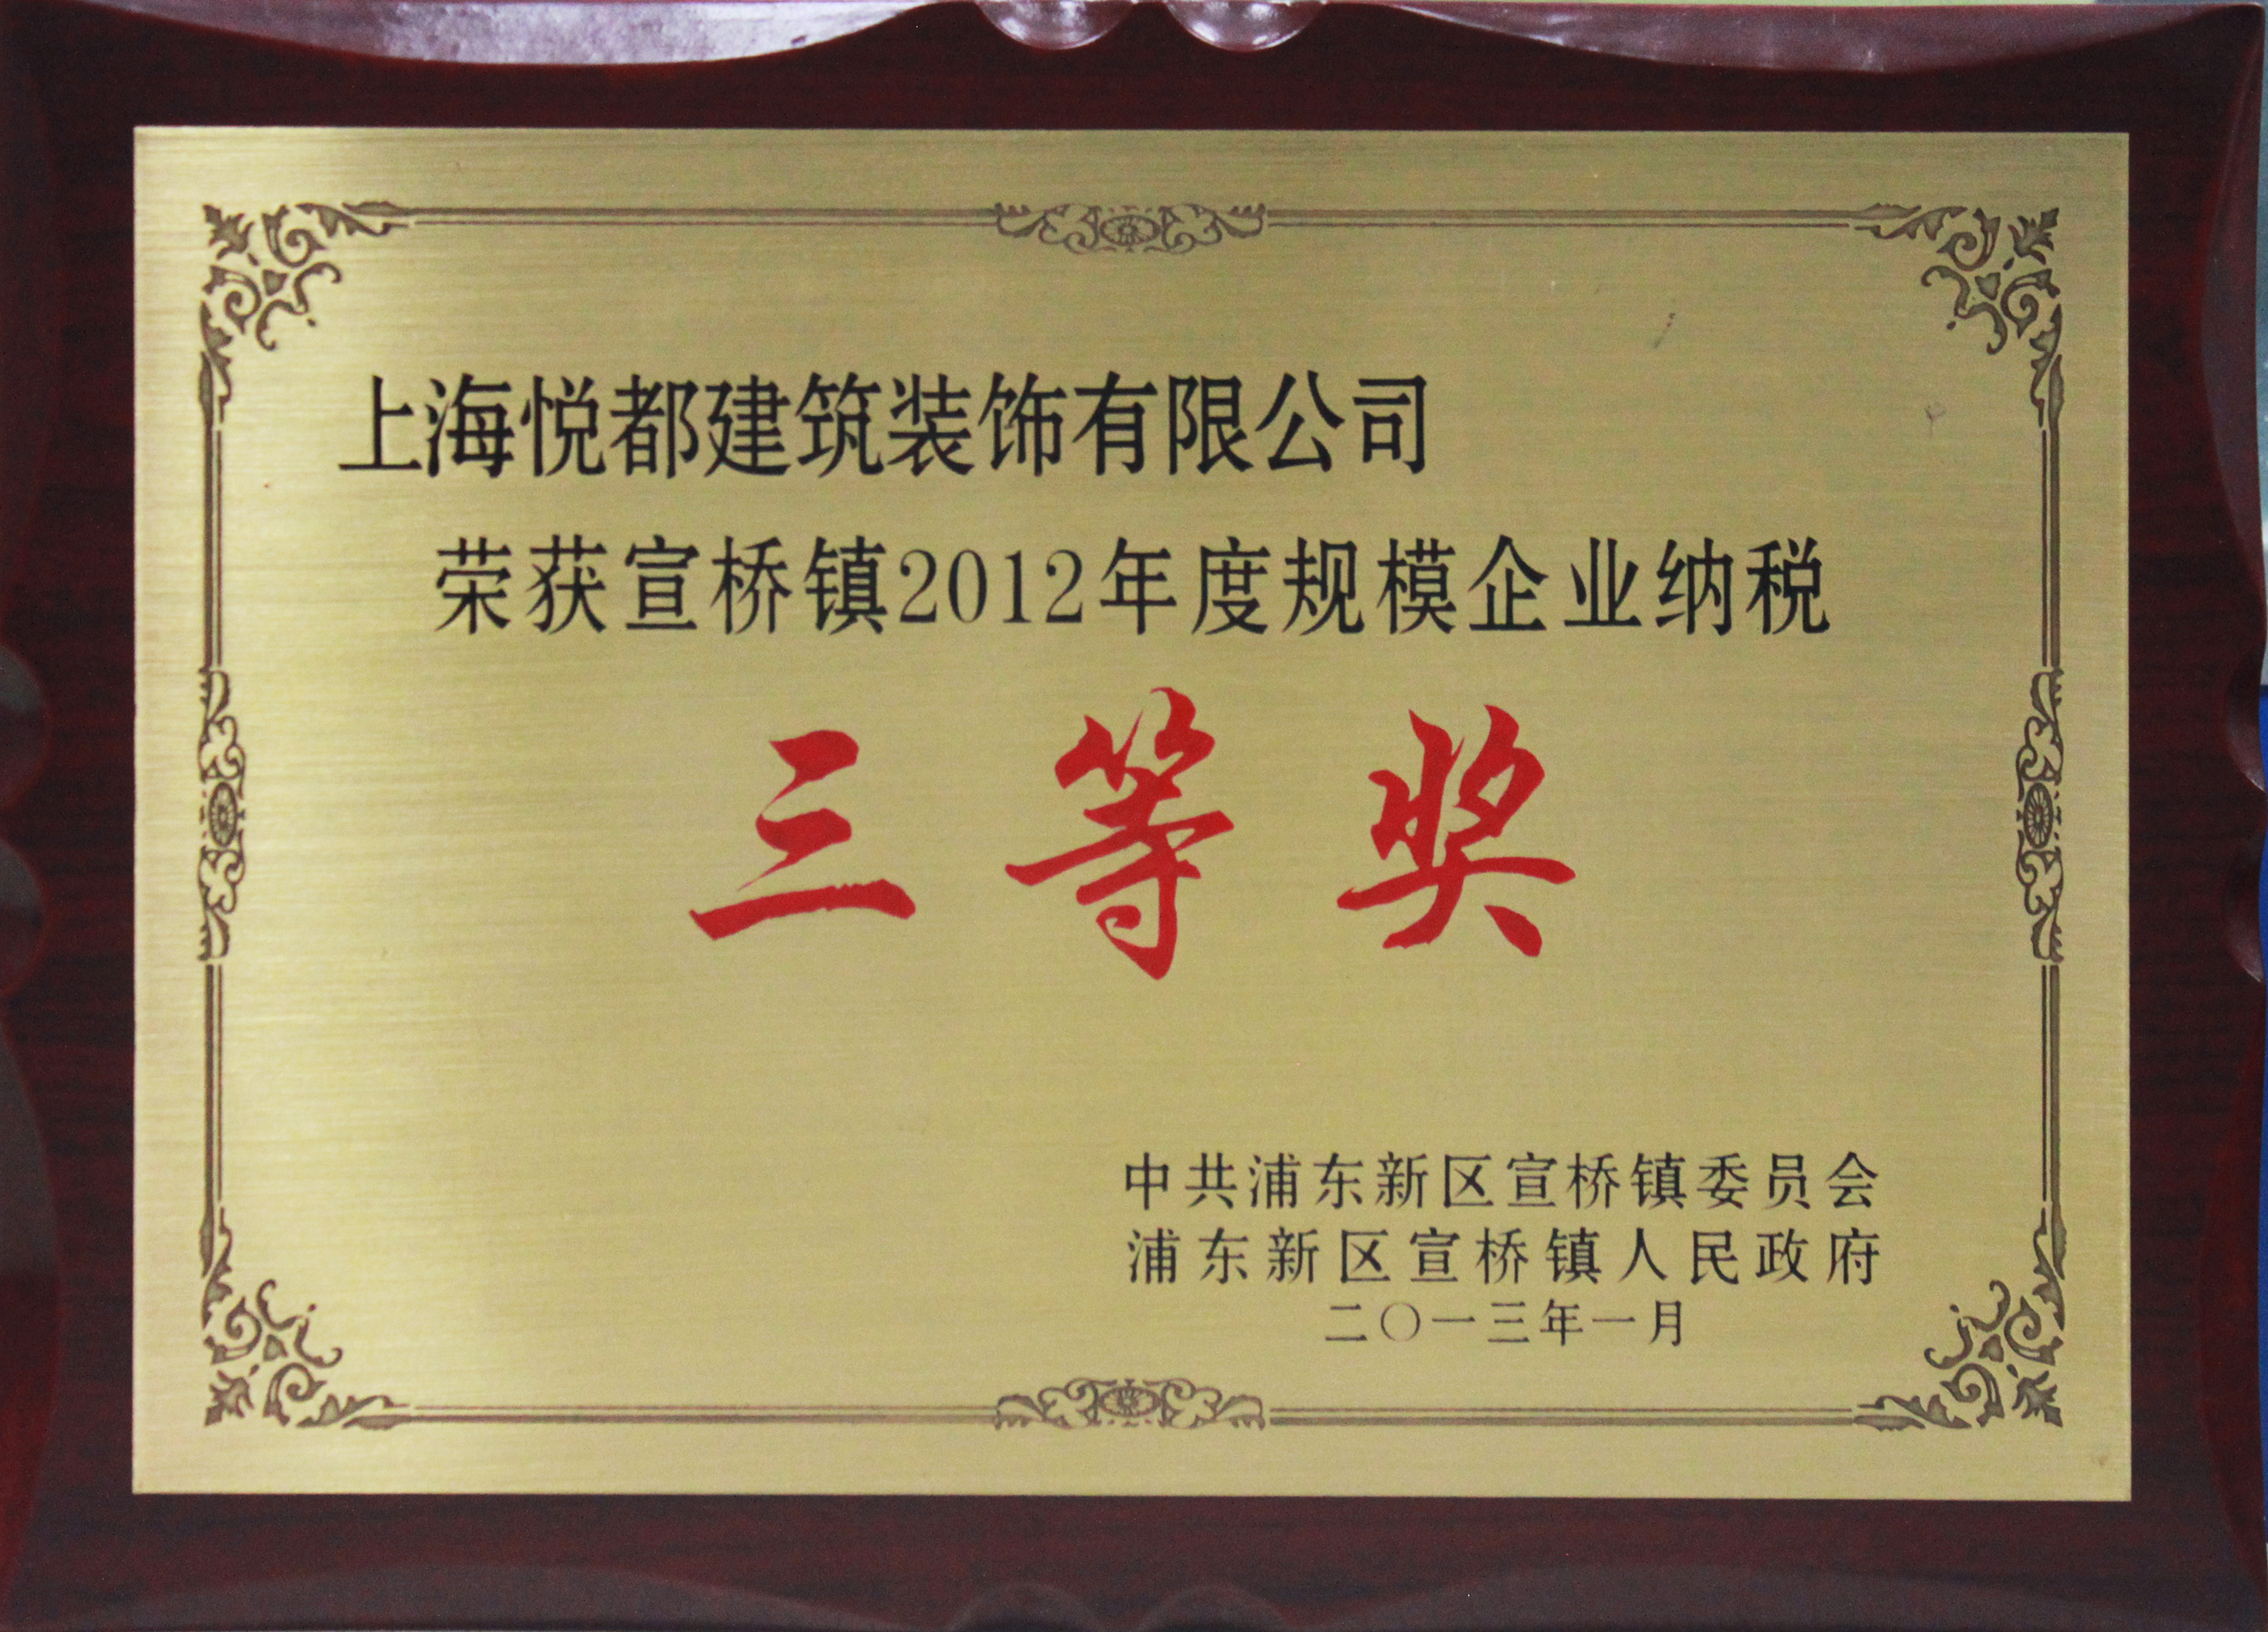 上海悦都建筑装饰有限公司
荣获宣桥镇2012年度规模企业纳税
三等奖
中共浦东新区宣桥镇委员会
浦东新区宣桥镇人民政府
二〇一三年一月